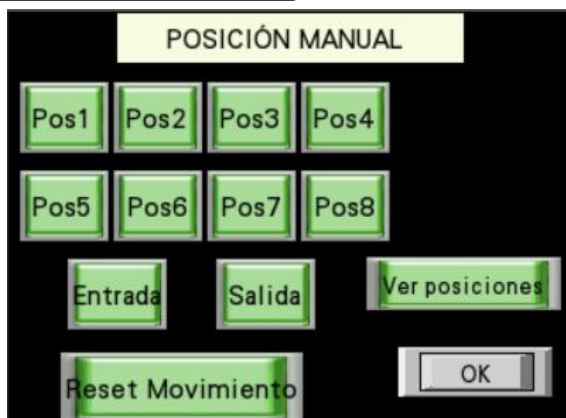 POSICIÓN MANUAL
Pos1 Pos2 Pos3 Pos4
Pos5 Pos6 Pos7 Pos8
Entrada Salida Ver posiciones
Reset Movimiento OK